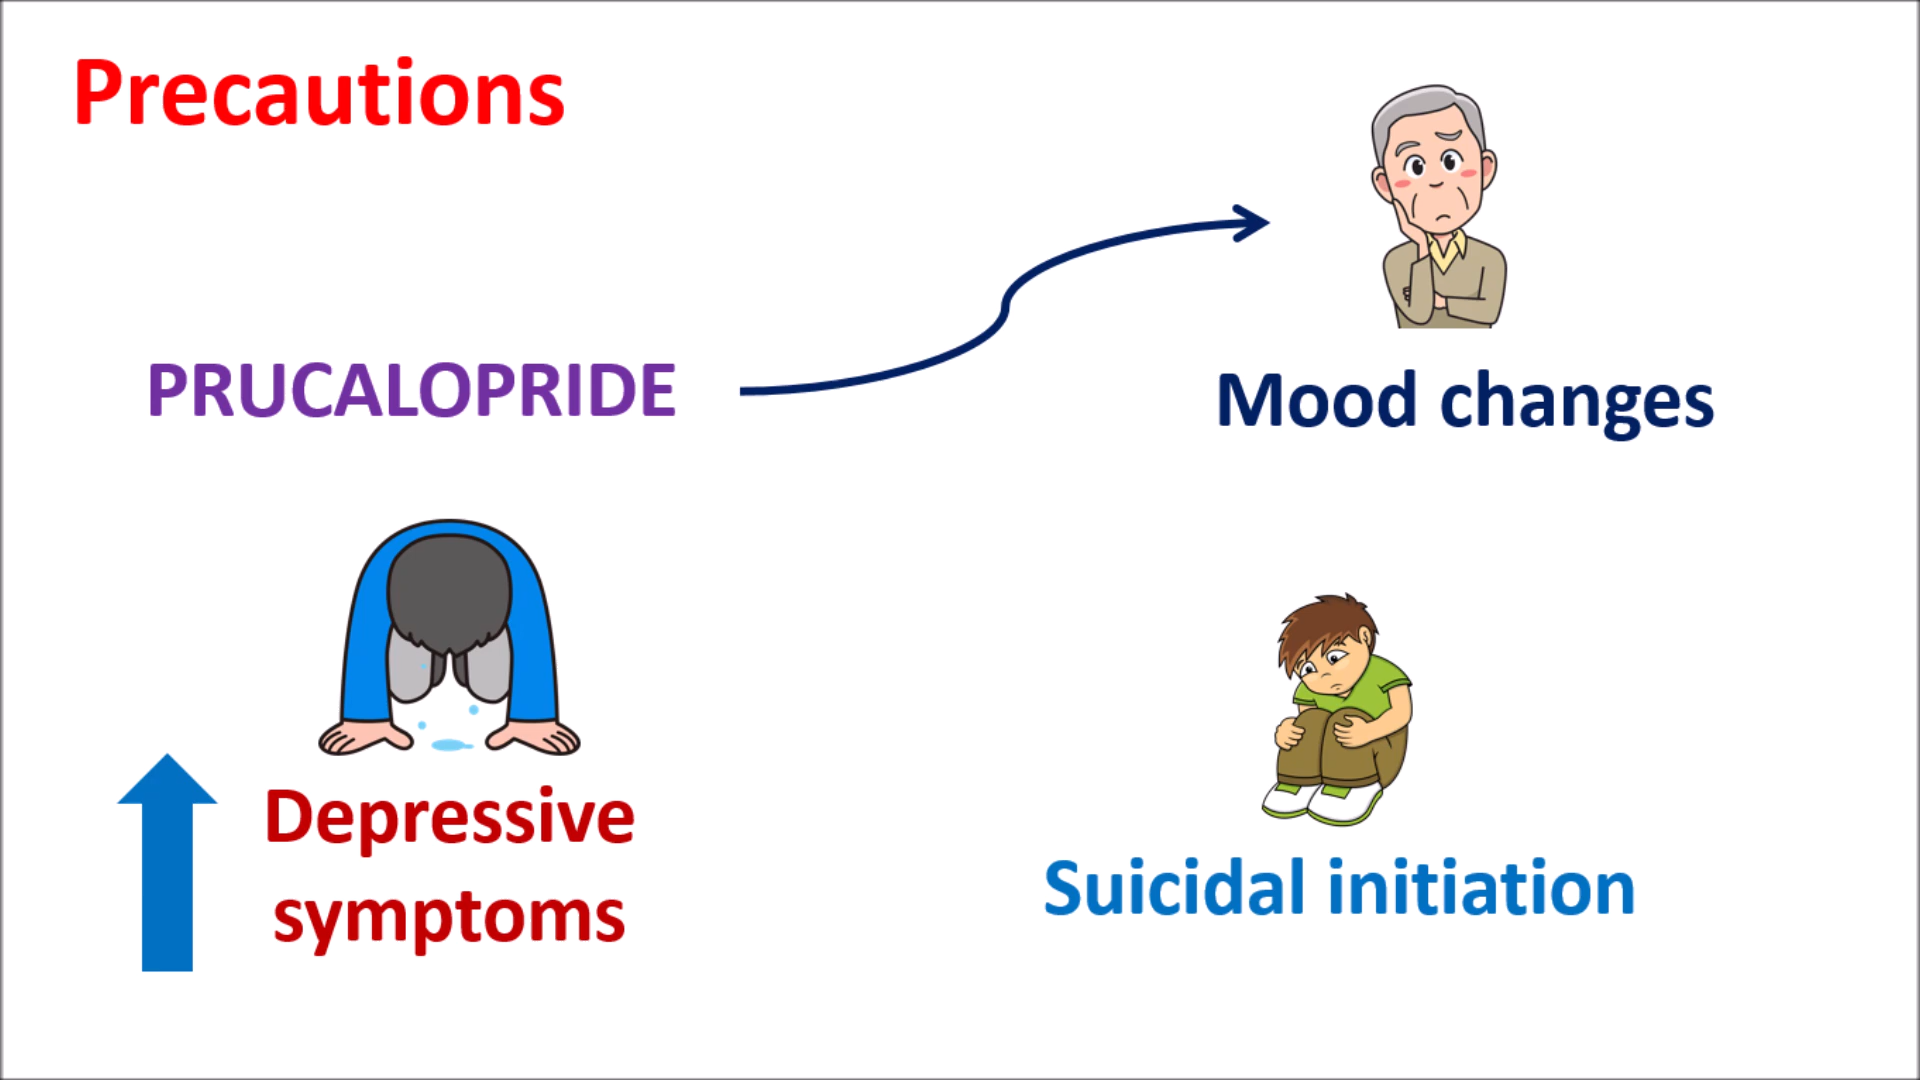 Precautions
PRUCALOPRIDE
Mood changes
Depressive
symptoms
Suicidal initiation